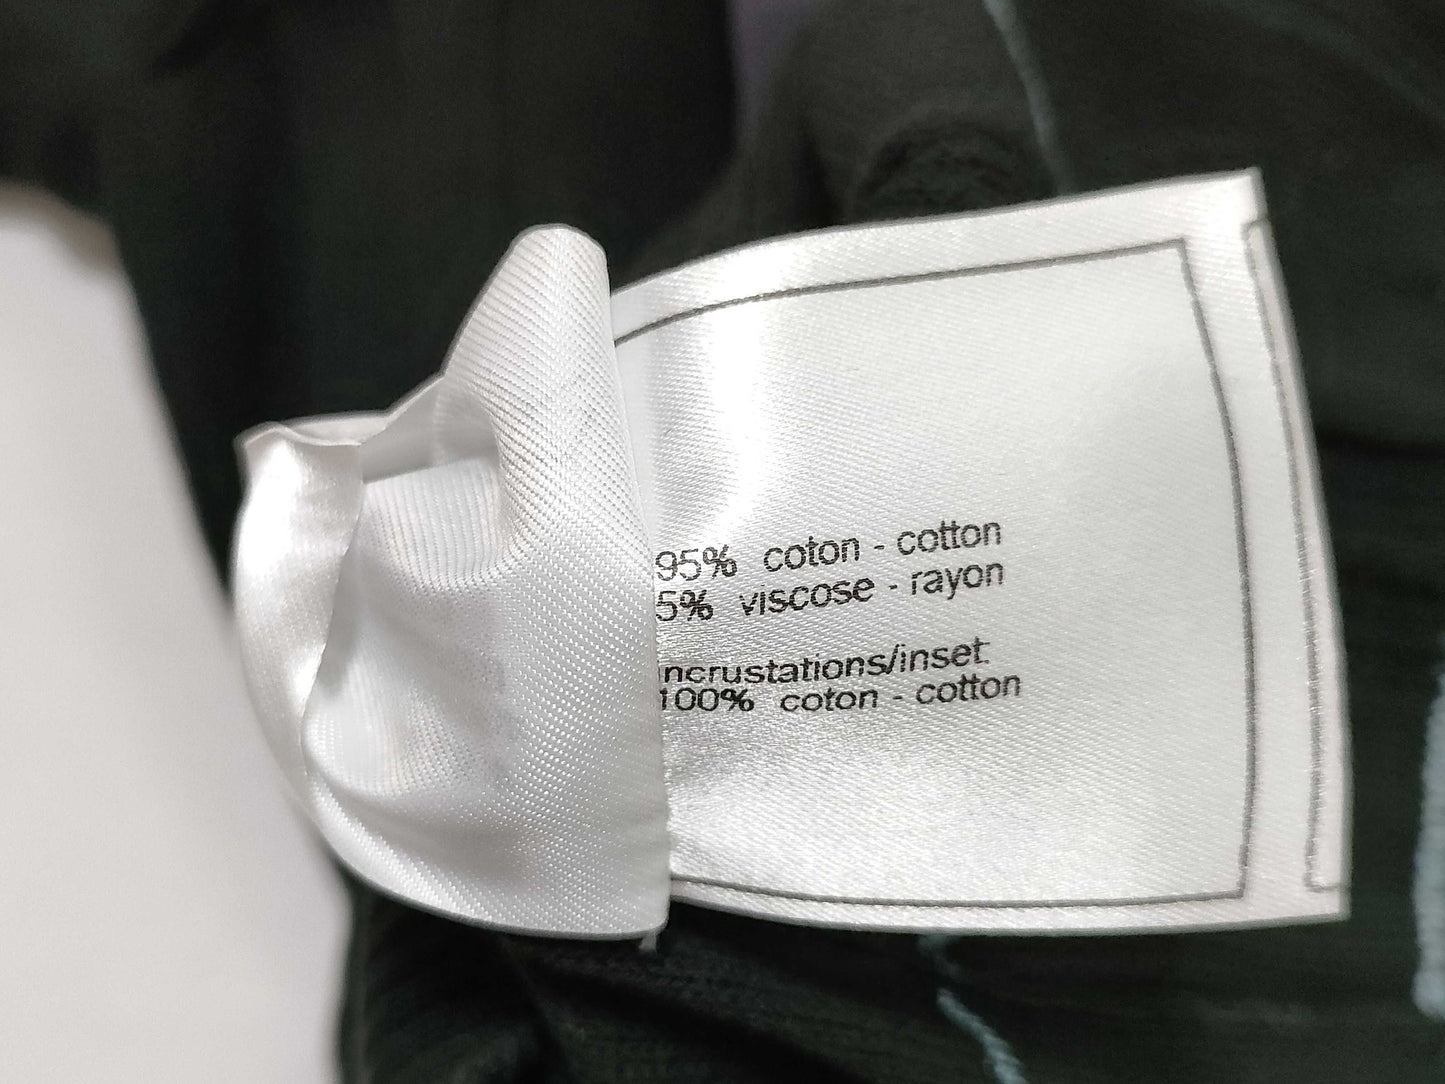 95% coton - cotton
5% viscose - rayon
incrustations/inset:
100% coton - cotton